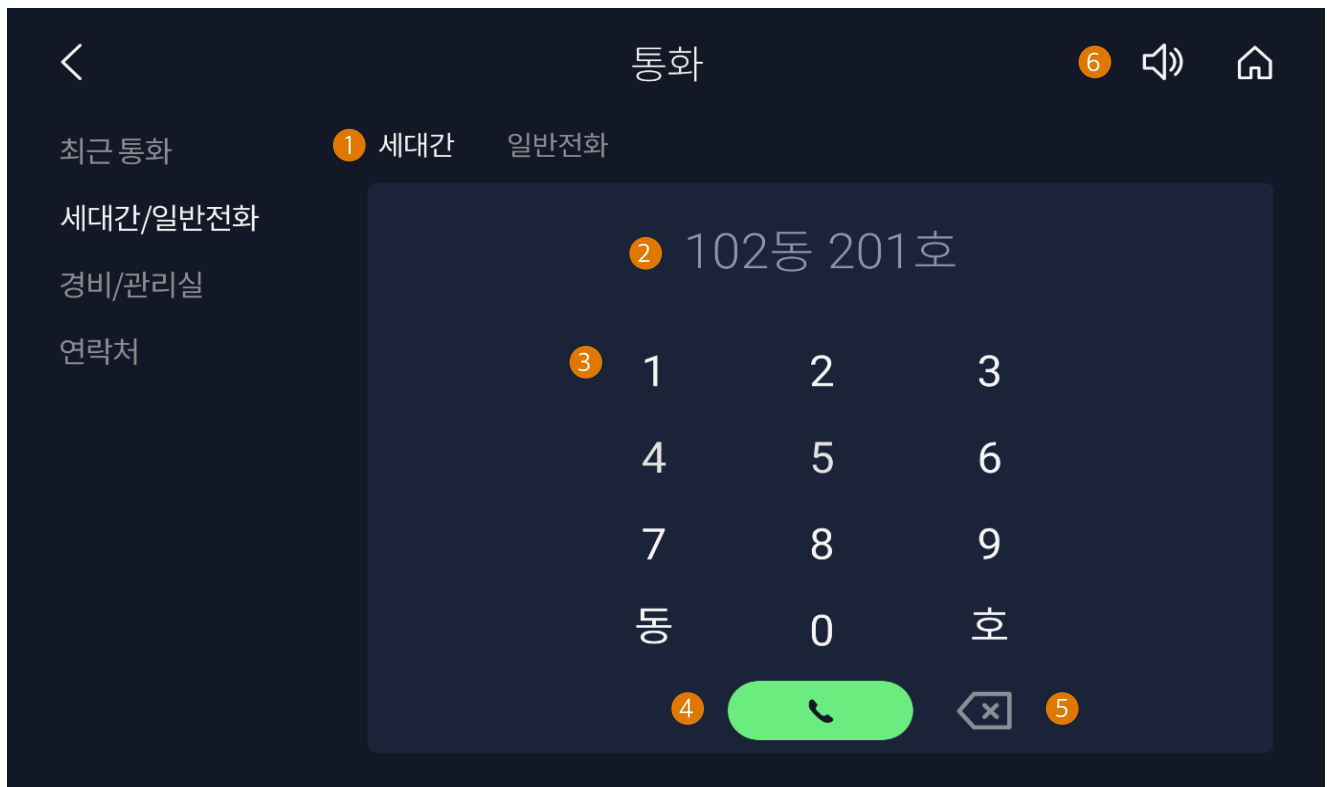 통화
6
최근 통화
세대간/일반전화
경비/관리실
연락처
1 세대간 일반전화
2 102동 201호
3 1 2 3
4 5 6
7 8 9
동 0 호
4 5